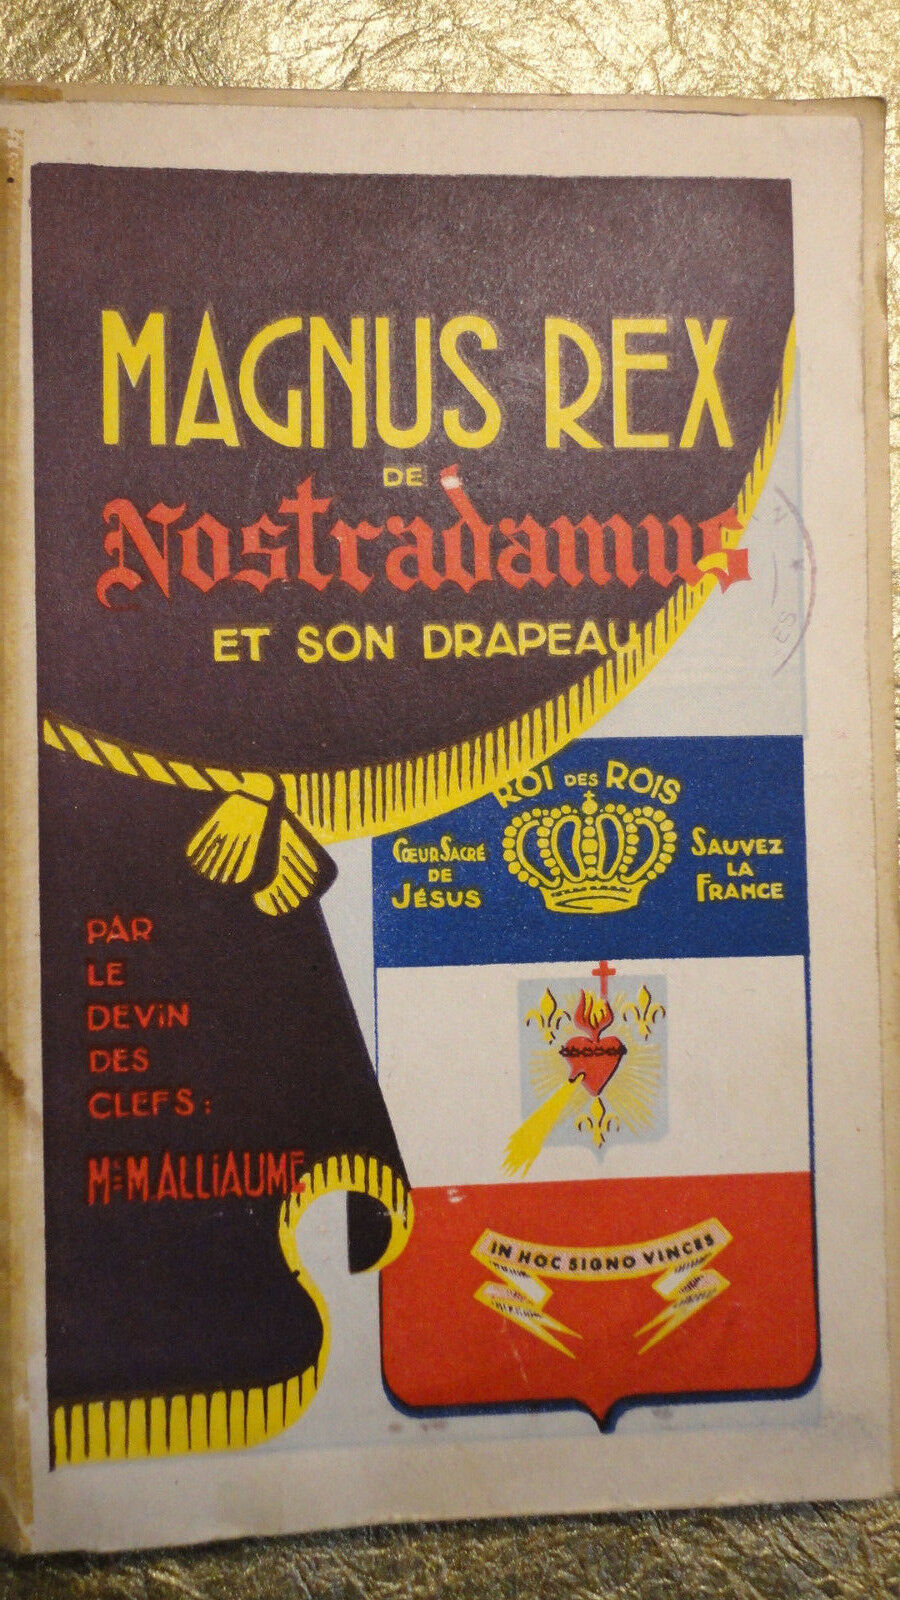 MAGNUS REX
DE
Nostradamus
ET SON DRAPEAU
ROI DES ROIS
CŒUR SACRÉ
DE
JÉSUS
SAUVEZ
LA
FRANCE
PAR
LE
DEViN
DES
CLEFS:
Me M. ALLiAUME
IN HOC SIGNO VINCES